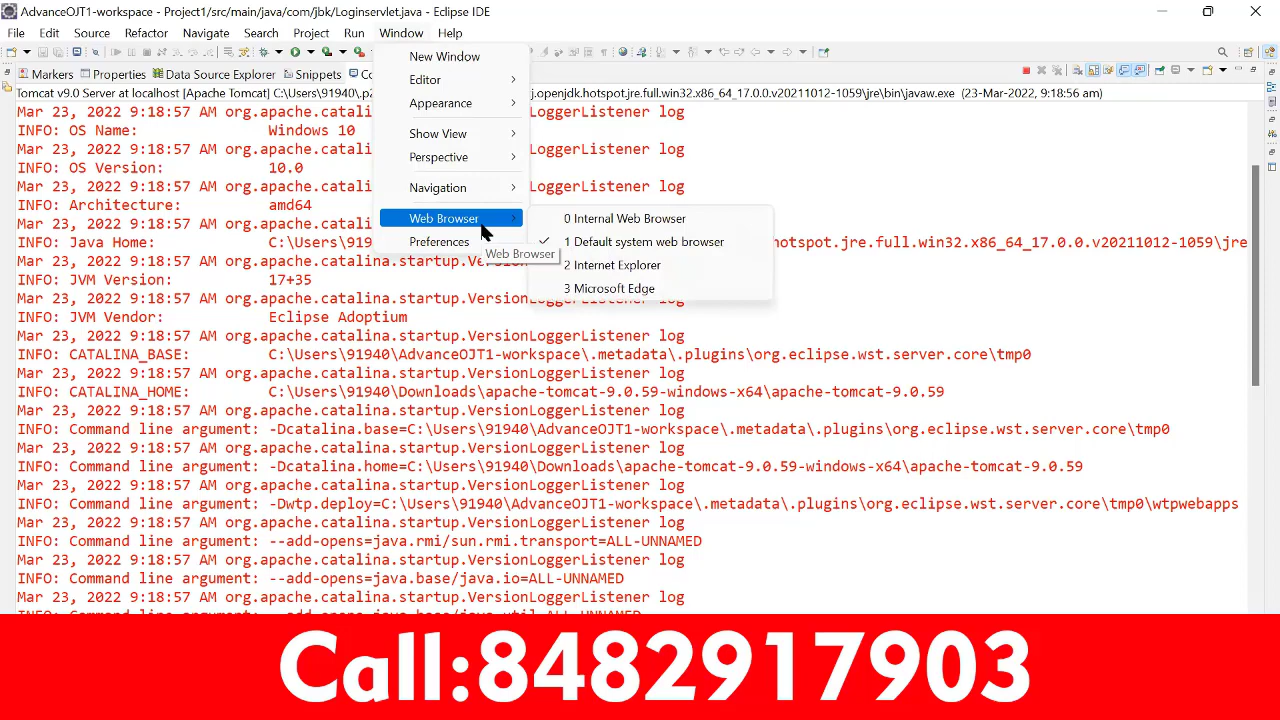 AdvanceOJT1-workspace - Project1/src/main/java/com/jbk/Loginservlet.java - Eclipse IDE
File Edit Source Refactor Navigate Search Project Run Window Help
New Window
Editor
Appearance
Show View
Perspective
Navigation
Web Browser
Preferences
Web Browser
0 Internal Web Browser
1 Default system web browser
2 Internet Explorer
3 Microsoft Edge
Markers Properties Data Source Explorer Snippets Co
Tomcat v9.0 Server at localhost [Apache Tomcat] C:\Users\91940\.p2 j.openjdk.hotspot.jre.full.win32.x86_64_17.0.0.v20211012-1059\jre\bin\javaw.exe (23-Mar-2022, 9:18:56 am)
Mar 23, 2022 9:18:57 AM org.apache.catali LoggerListener log
INFO: OS Name: Windows 10
Mar 23, 2022 9:18:57 AM org.apache.catali LoggerListener log
INFO: OS Version: 10.0
Mar 23, 2022 9:18:57 AM org.apache.catali LoggerListener log
INFO: Architecture: amd64
Mar 23, 2022 9:18:57 AM org.apache.catali
INFO: Java Home: C:\Users hotspot.jre.full.win32.x86_64_17.0.0.v20211012-1059\jre
Mar 23, 2022 9:18:57 AM org.apache.catalina.startup.Version
INFO: JVM Version: 17+35
Mar 23, 2022 9:18:57 AM org.apache.catalina.startup.VersionLoggerListener log
INFO: JVM Vendor: Eclipse Adoptium
Mar 23, 2022 9:18:57 AM org.apache.catalina.startup.VersionLoggerListener log
INFO: CATALINA_BASE: C:\Users\91940\AdvanceOJT1-workspace\.metadata\.plugins\org.eclipse.wst.server.core\tmp0
Mar 23, 2022 9:18:57 AM org.apache.catalina.startup.VersionLoggerListener log
INFO: CATALINA_HOME: C:\Users\91940\Downloads\apache-tomcat-9.0.59-windows-x64\apache-tomcat-9.0.59
Mar 23, 2022 9:18:57 AM org.apache.catalina.startup.VersionLoggerListener log
INFO: Command line argument: -Dcatalina.base=C:\Users\91940\AdvanceOJT1-workspace\.metadata\.plugins\org.eclipse.wst.server.core\tmp0
Mar 23, 2022 9:18:57 AM org.apache.catalina.startup.VersionLoggerListener log
INFO: Command line argument: -Dcatalina.home=C:\Users\91940\Downloads\apache-tomcat-9.0.59-windows-x64\apache-tomcat-9.0.59
Mar 23, 2022 9:18:57 AM org.apache.catalina.startup.VersionLoggerListener log
INFO: Command line argument: -Dwtp.deploy=C:\Users\91940\AdvanceOJT1-workspace\.metadata\.plugins\org.eclipse.wst.server.core\tmp0\wtpwebapps
Mar 23, 2022 9:18:57 AM org.apache.catalina.startup.VersionLoggerListener log
INFO: Command line argument: --add-opens=java.rmi/sun.rmi.transport=ALL-UNNAMED
Mar 23, 2022 9:18:57 AM org.apache.catalina.startup.VersionLoggerListener log
INFO: Command line argument: --add-opens=java.base/java.io=ALL-UNNAMED
Mar 23, 2022 9:18:57 AM org.apache.catalina.startup.VersionLoggerListener log
Call:8482917903